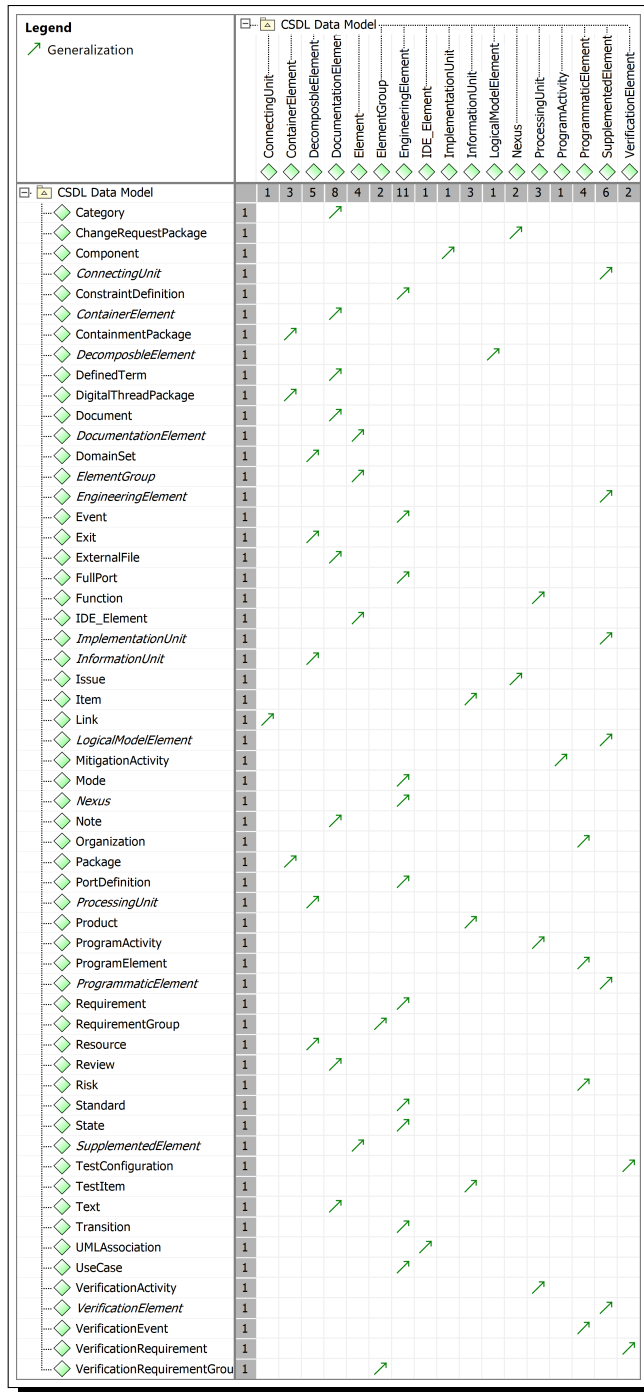 Legend
Generalization
CSDL Data Model
ConnectingUnit
ContainerElement
DecomposbleElement
DocumentationElemen
Element
ElementGroup
EngineeringElement
IDE_Element
ImplementationUnit
InformationUnit
LogicalModelElement
Nexus
ProcessingUnit
ProgramActivity
ProgrammaticElement
SupplementedElement
VerificationElement
CSDL Data Model 1 3 5 8 4 2 11 1 1 3 1 2 3 1 4 6 2
Category 1
ChangeRequestPackage 1
Component 1
ConnectingUnit 1
ConstraintDefinition 1
ContainerElement 1
ContainmentPackage 1
DecomposbleElement 1
DefinedTerm 1
DigitalThreadPackage 1
Document 1
DocumentationElement 1
DomainSet 1
ElementGroup 1
EngineeringElement 1
Event 1
Exit 1
ExternalFile 1
FullPort 1
Function 1
IDE_Element 1
ImplementationUnit 1
InformationUnit 1
Issue 1
Item 1
Link 1
LogicalModelElement 1
MitigationActivity 1
Mode 1
Nexus 1
Note 1
Organization 1
Package 1
PortDefinition 1
ProcessingUnit 1
Product 1
ProgramActivity 1
ProgramElement 1
ProgrammaticElement 1
Requirement 1
RequirementGroup 1
Resource 1
Review 1
Risk 1
Standard 1
State 1
SupplementedElement 1
TestConfiguration 1
TestItem 1
Text 1
Transition 1
UMLAssociation 1
UseCase 1
VerificationActivity 1
VerificationElement 1
VerificationEvent 1
VerificationRequirement 1
VerificationRequirementGrou 1